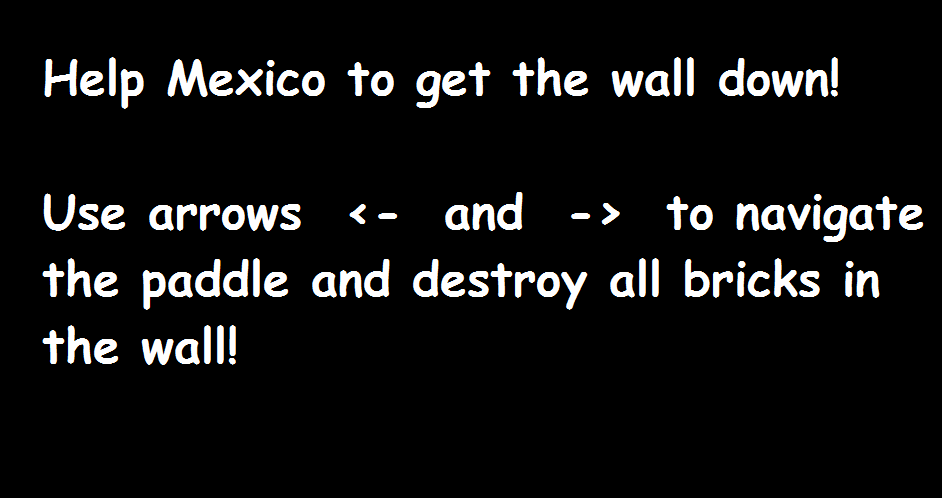 Help Mexico to get the wall down!
Use arrows <- and -> to navigate
the paddle and destroy all bricks in
the wall!